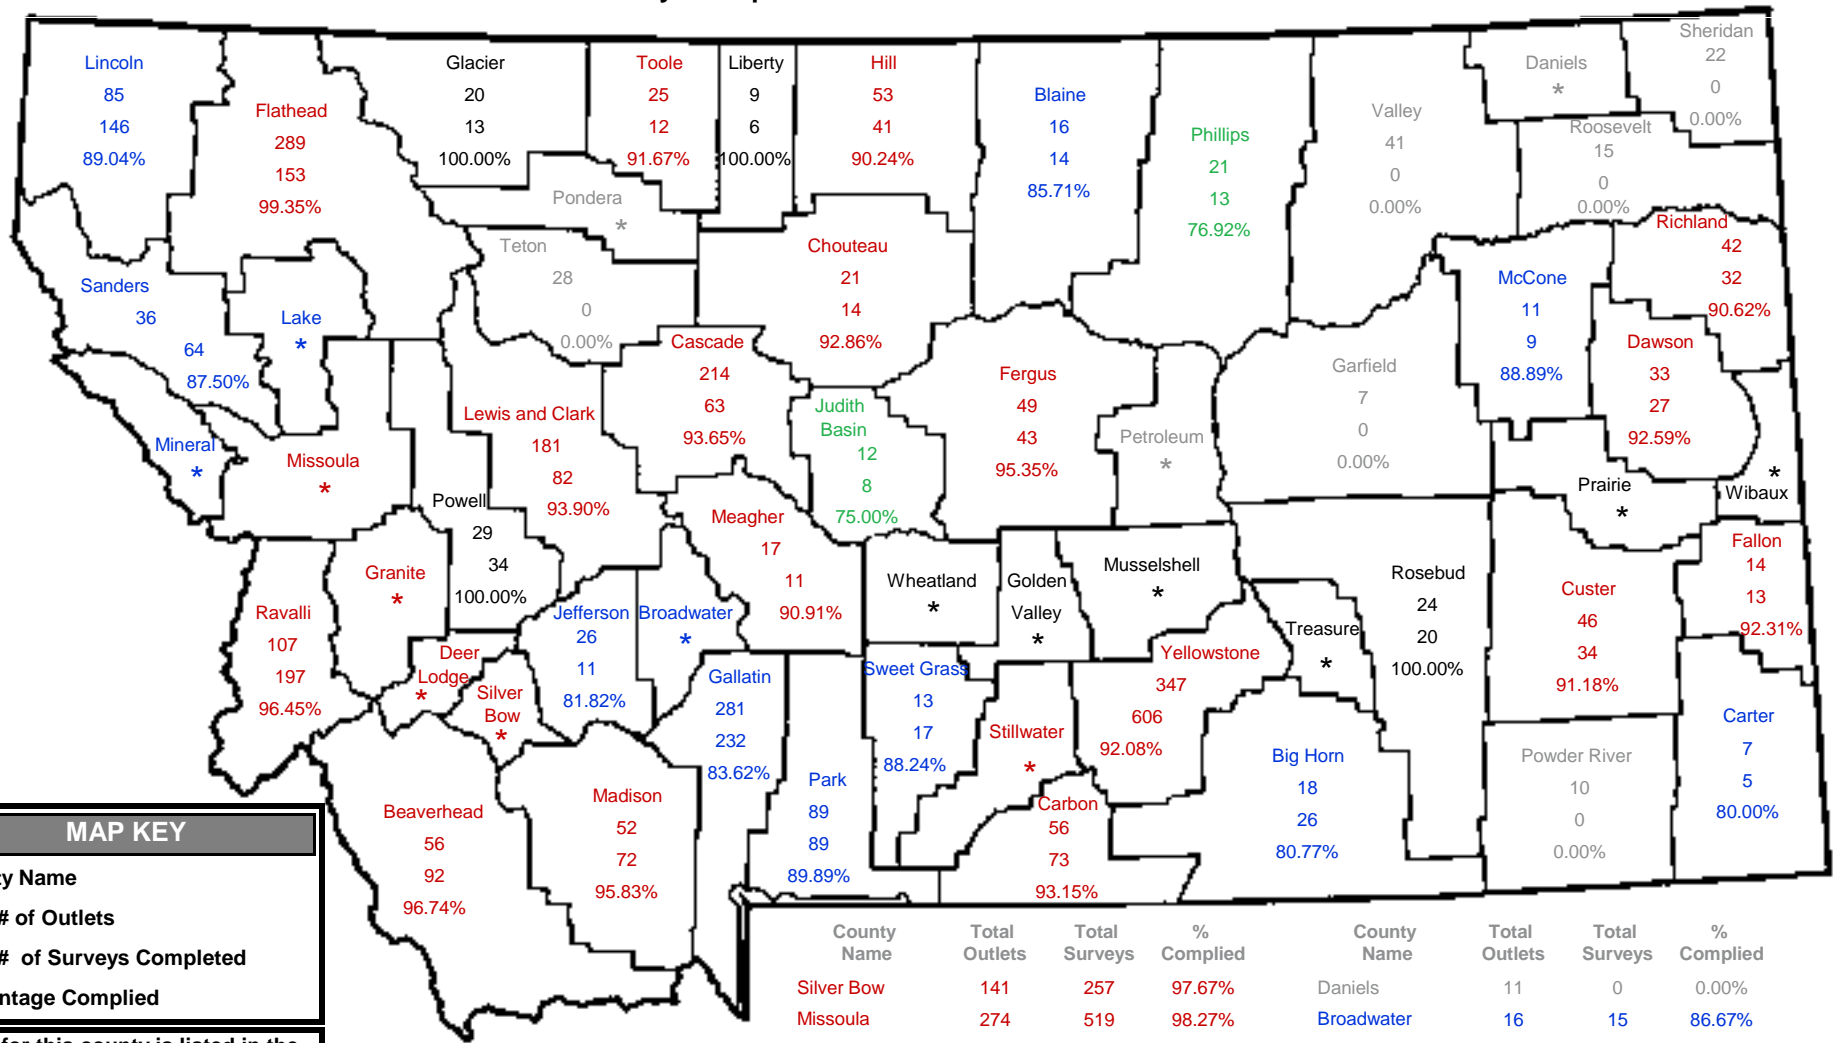 Lincoln
85
146
89.04%
Flathead
289
153
99.35%
Glacier
20
13
100.00%
Toole
25
12
91.67%
Liberty
9
6
100.00%
Hill
53
41
90.24%
Blaine
16
14
85.71%
Phillips
21
13
76.92%
Valley
41
0
0.00%
Daniels
*
Sheridan
22
0
0.00%
Roosevelt
15
0
0.00%
Richland
42
32
90.62%
Pondera
*
Teton
28
0
0.00%
Chouteau
21
14
92.86%
McCone
11
9
88.89%
Dawson
33
27
92.59%
Sanders
36
64
87.50%
Lake
*
Cascade
214
63
93.65%
Judith
Basin
12
8
75.00%
Fergus
49
43
95.35%
Petroleum
*
Garfield
7
0
0.00%
Mineral
*
Missoula
*
Lewis and Clark
181
82
93.90%
Powell
29
34
100.00%
Meagher
17
11
90.91%
Prairie
*
*
Wibaux
Granite
*
Ravalli
107
197
96.45%
Jefferson
26
11
81.82%
Broadwater
*
Wheatland
*
Golden
Valley
*
Musselshell
*
Treasure
*
Rosebud
24
20
100.00%
Custer
46
34
91.18%
Fallon
14
13
92.31%
Deer
Lodge
*
Silver
Bow
*
Gallatin
281
232
83.62%
Sweet Grass
13
17
88.24%
Stillwater
*
Yellowstone
347
606
92.08%
Big Horn
18
26
80.77%
Powder River
10
0
0.00%
Carter
7
5
80.00%
Beaverhead
56
92
96.74%
Madison
52
72
95.83%
Park
89
89
89.89%
Carbon
56
73
93.15%
MAP KEY
ty Name
# of Outlets
# of Surveys Completed
ntage Complied
for this county is listed in the
County Name Total Outlets Total Surveys % Complied
Silver Bow 141 257 97.67%
Missoula 274 519 98.27%
County Name Total Outlets Total Surveys % Complied
Daniels 11 0 0.00%
Broadwater 16 15 86.67%